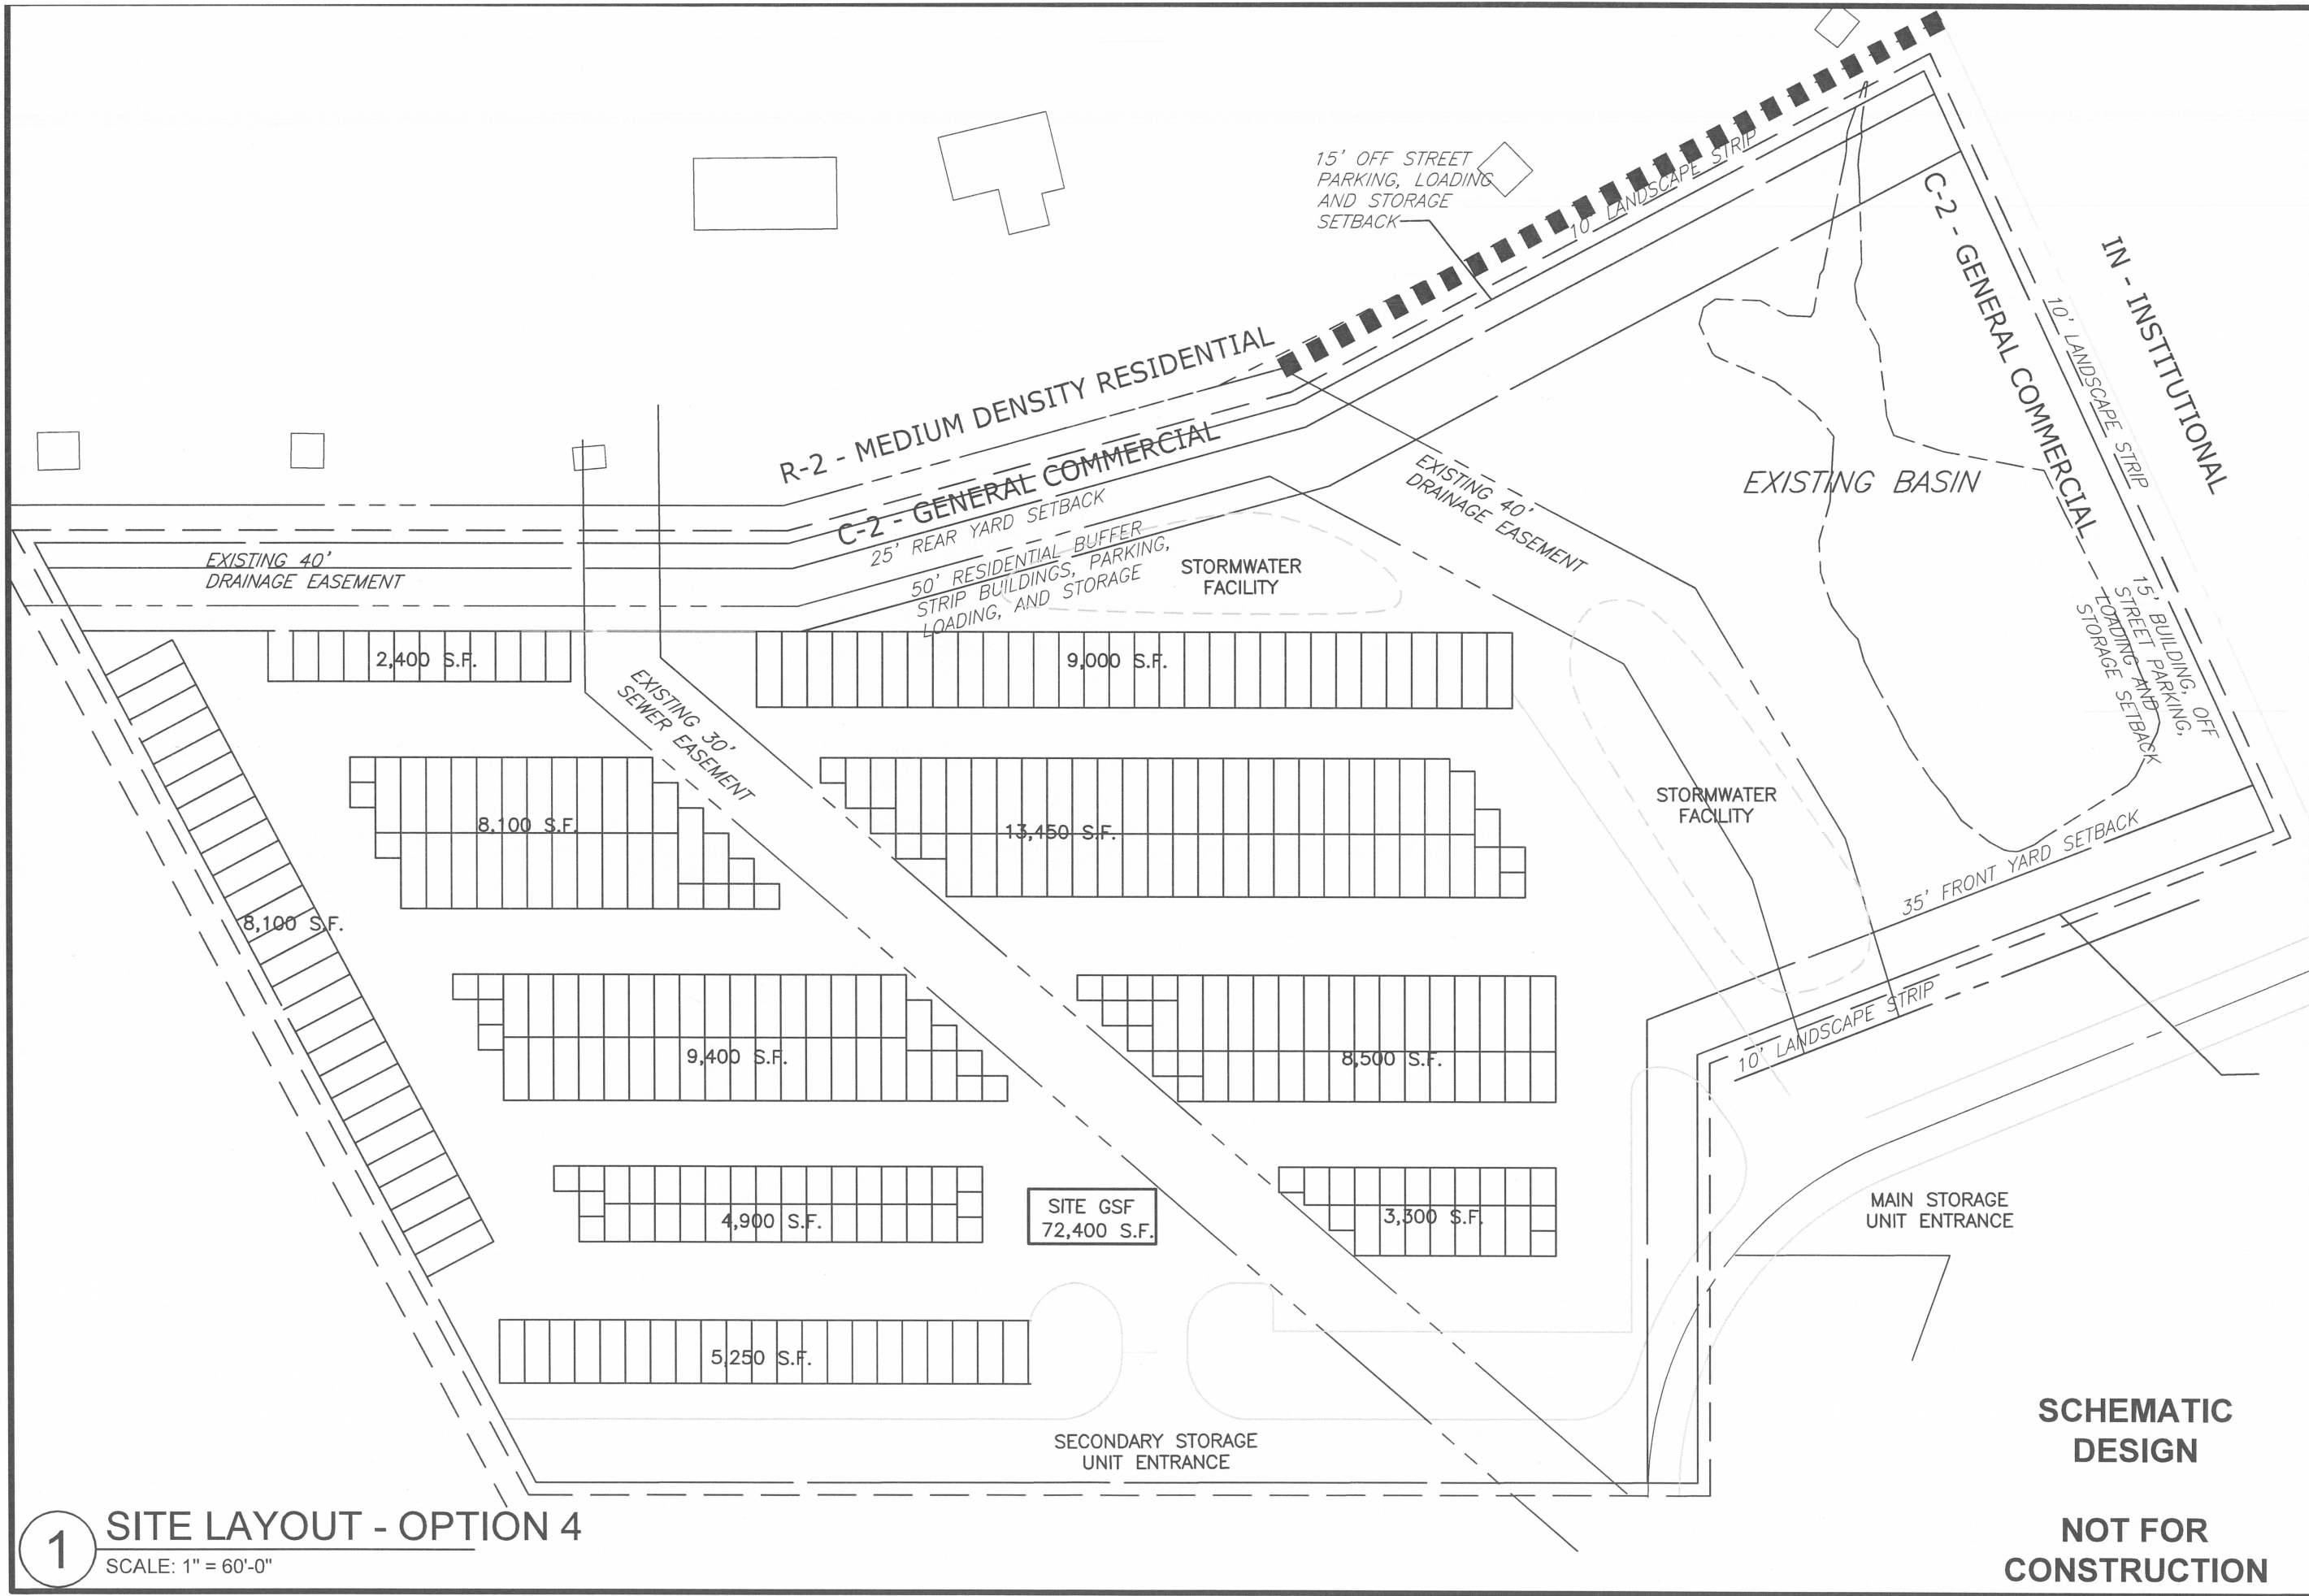 15' OFF STREET
PARKING, LOADING
AND STORAGE
SETBACK
10' LANDSCAPE STRIP
C-2 - GENERAL COMMERCIAL
IN - INSTITUTIONAL
10' LANDSCAPE STRIP
R-2 - MEDIUM DENSITY RESIDENTIAL
C-2 - GENERAL COMMERCIAL
25' REAR YARD SETBACK
50' RESIDENTIAL BUFFER
STRIP BUILDINGS, PARKING,
LOADING, AND STORAGE
EXISTING 40'
DRAINAGE EASEMENT
EXISTING BASIN
EXISTING 40'
DRAINAGE EASEMENT
STORMWATER
FACILITY
15' BUILDING, OFF
STREET PARKING,
LOADING AND
STORAGE SETBACK
2,400 S.F.
9,000 S.F.
EXISTING 30'
SEWER EASEMENT
STORMWATER
FACILITY
8,100 S.F.
13,450 S.F.
35' FRONT YARD SETBACK
8,100 S.F.
10' LANDSCAPE STRIP
9,400 S.F.
8,500 S.F.
4,900 S.F.
SITE GSF
72,400 S.F.
3,300 S.F.
MAIN STORAGE
UNIT ENTRANCE
5,250 S.F.
SECONDARY STORAGE
UNIT ENTRANCE
SCHEMATIC
DESIGN
NOT FOR
CONSTRUCTION
1
SITE LAYOUT - OPTION 4
SCALE: 1" = 60'-0"